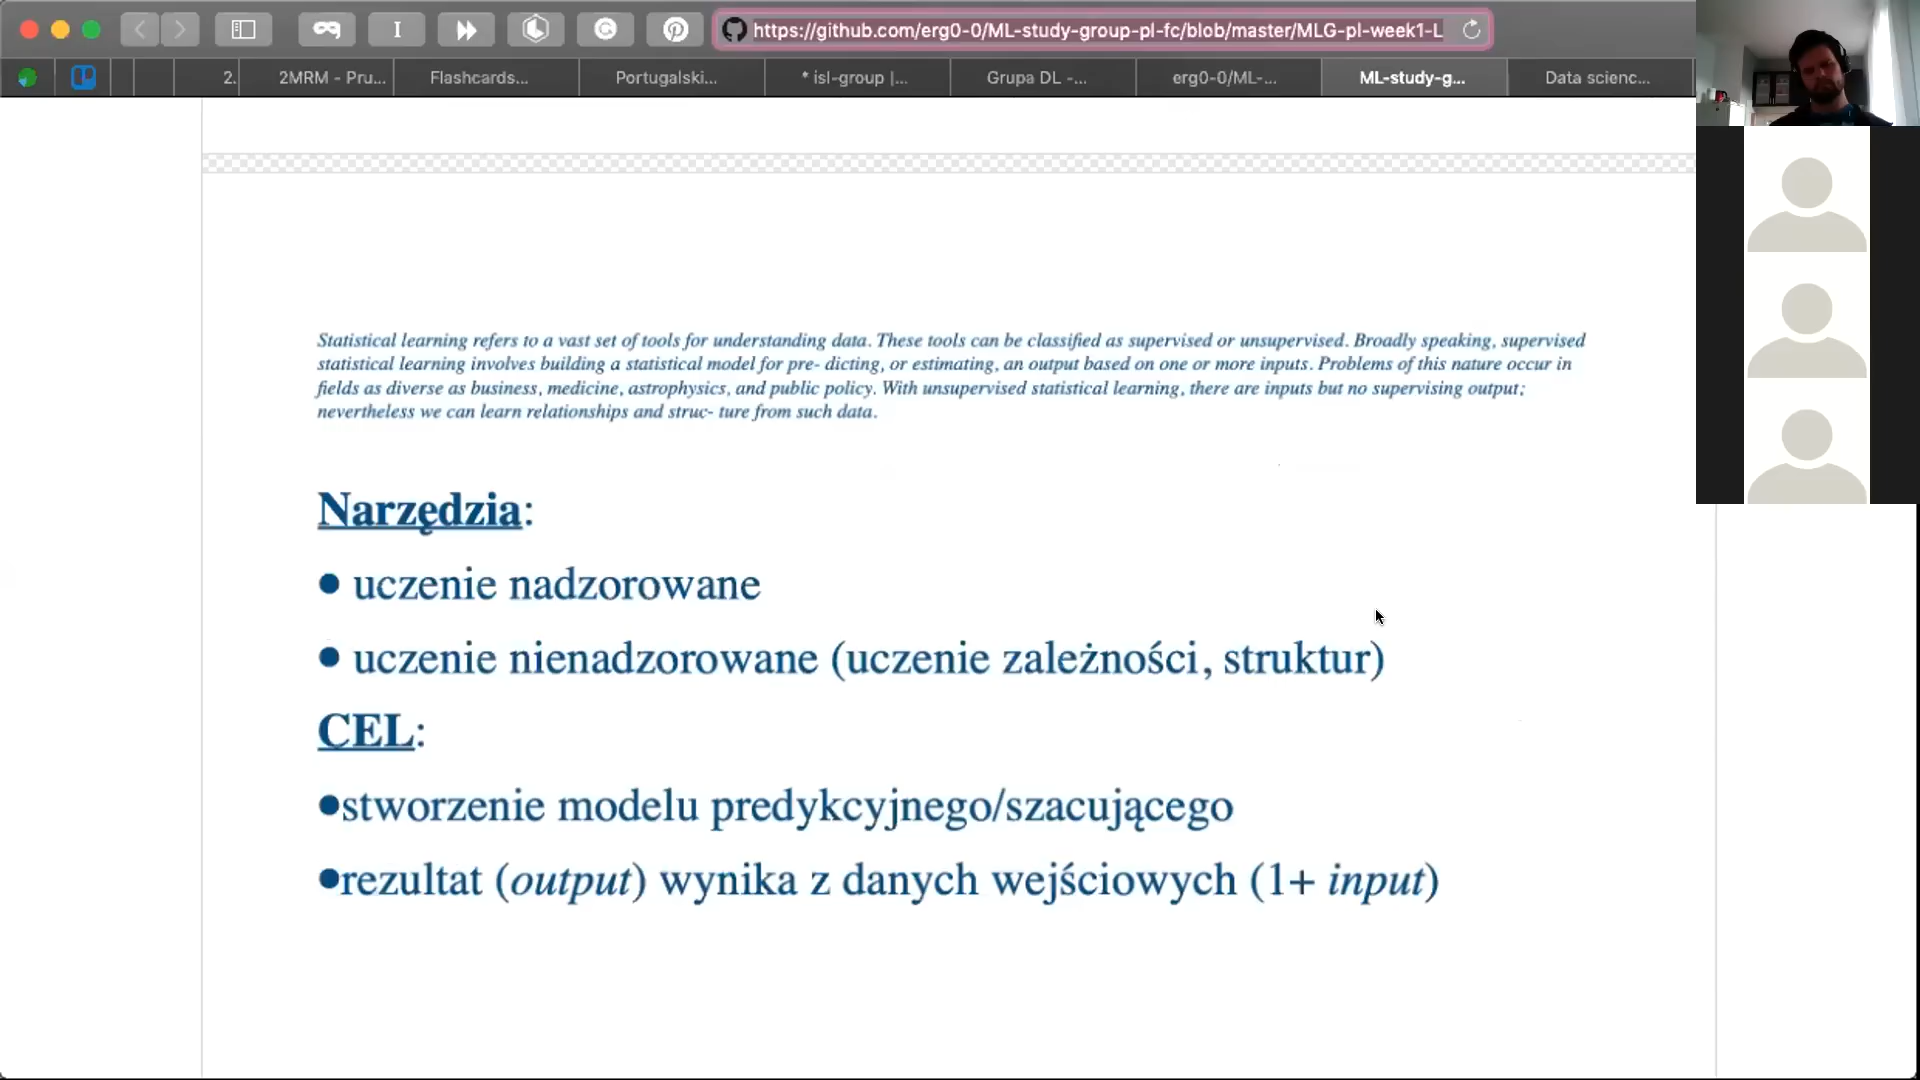 https://github.com/erg0-0/ML-study-group-pl-fc/blob/master/MLG-pl-week1-L
2.
2MRM - Pru...
Flashcards...
Portugalski...
* isl-group |...
Grupa DL -...
erg0-0/ML-...
ML-study-g...
Data scienc...
Statistical learning refers to a vast set of tools for understanding data. These tools can be classified as supervised or unsupervised. Broadly speaking, supervised
statistical learning involves building a statistical model for pre- dicting, or estimating, an output based on one or more inputs. Problems of this nature occur in
fields as diverse as business, medicine, astrophysics, and public policy. With unsupervised statistical learning, there are inputs but no supervising output;
nevertheless we can learn relationships and struc- ture from such data.
Narzędzia:
● uczenie nadzorowane
● uczenie nienadzorowane (uczenie zależności, struktur)
CEL:
●stworzenie modelu predykcyjnego/szacującego
●rezultat (output) wynika z danych wejściowych (1+ input)